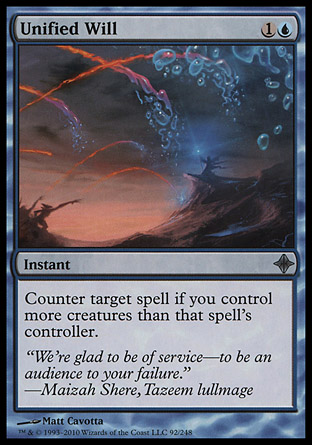 Unified Will 1
Instant
Counter target spell if you control
more creatures than that spell's
controller.
"We're glad to be of service—to be an
audience to your failure."
—Maizah Shere, Tazeem lullmage
Matt Cavotta
™ & © 1993–2010 Wizards of the Coast LLC 92/248